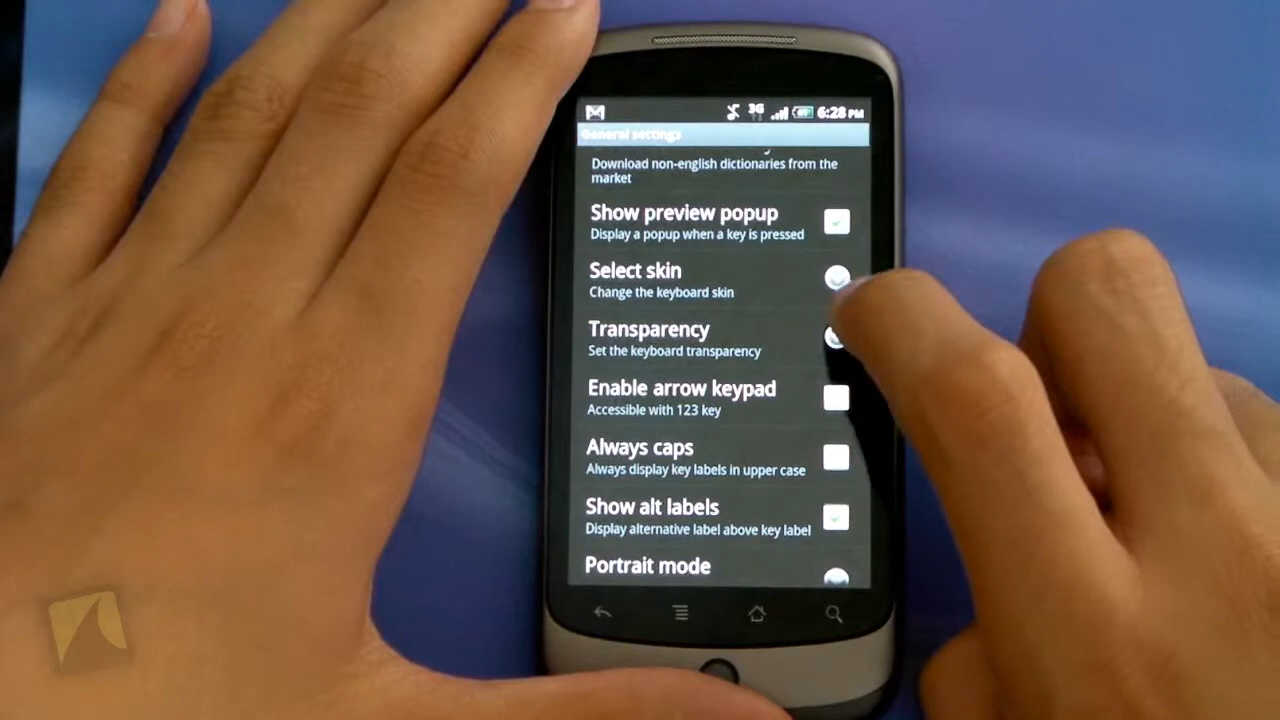 3G 6:28 PM
General settings
Download non-english dictionaries from the
market
Show preview popup
Display a popup when a key is pressed
Select skin
Change the keyboard skin
Transparency
Set the keyboard transparency
Enable arrow keypad
Accessible with 123 key
Always caps
Always display key labels in upper case
Show alt labels
Display alternative label above key label
Portrait mode